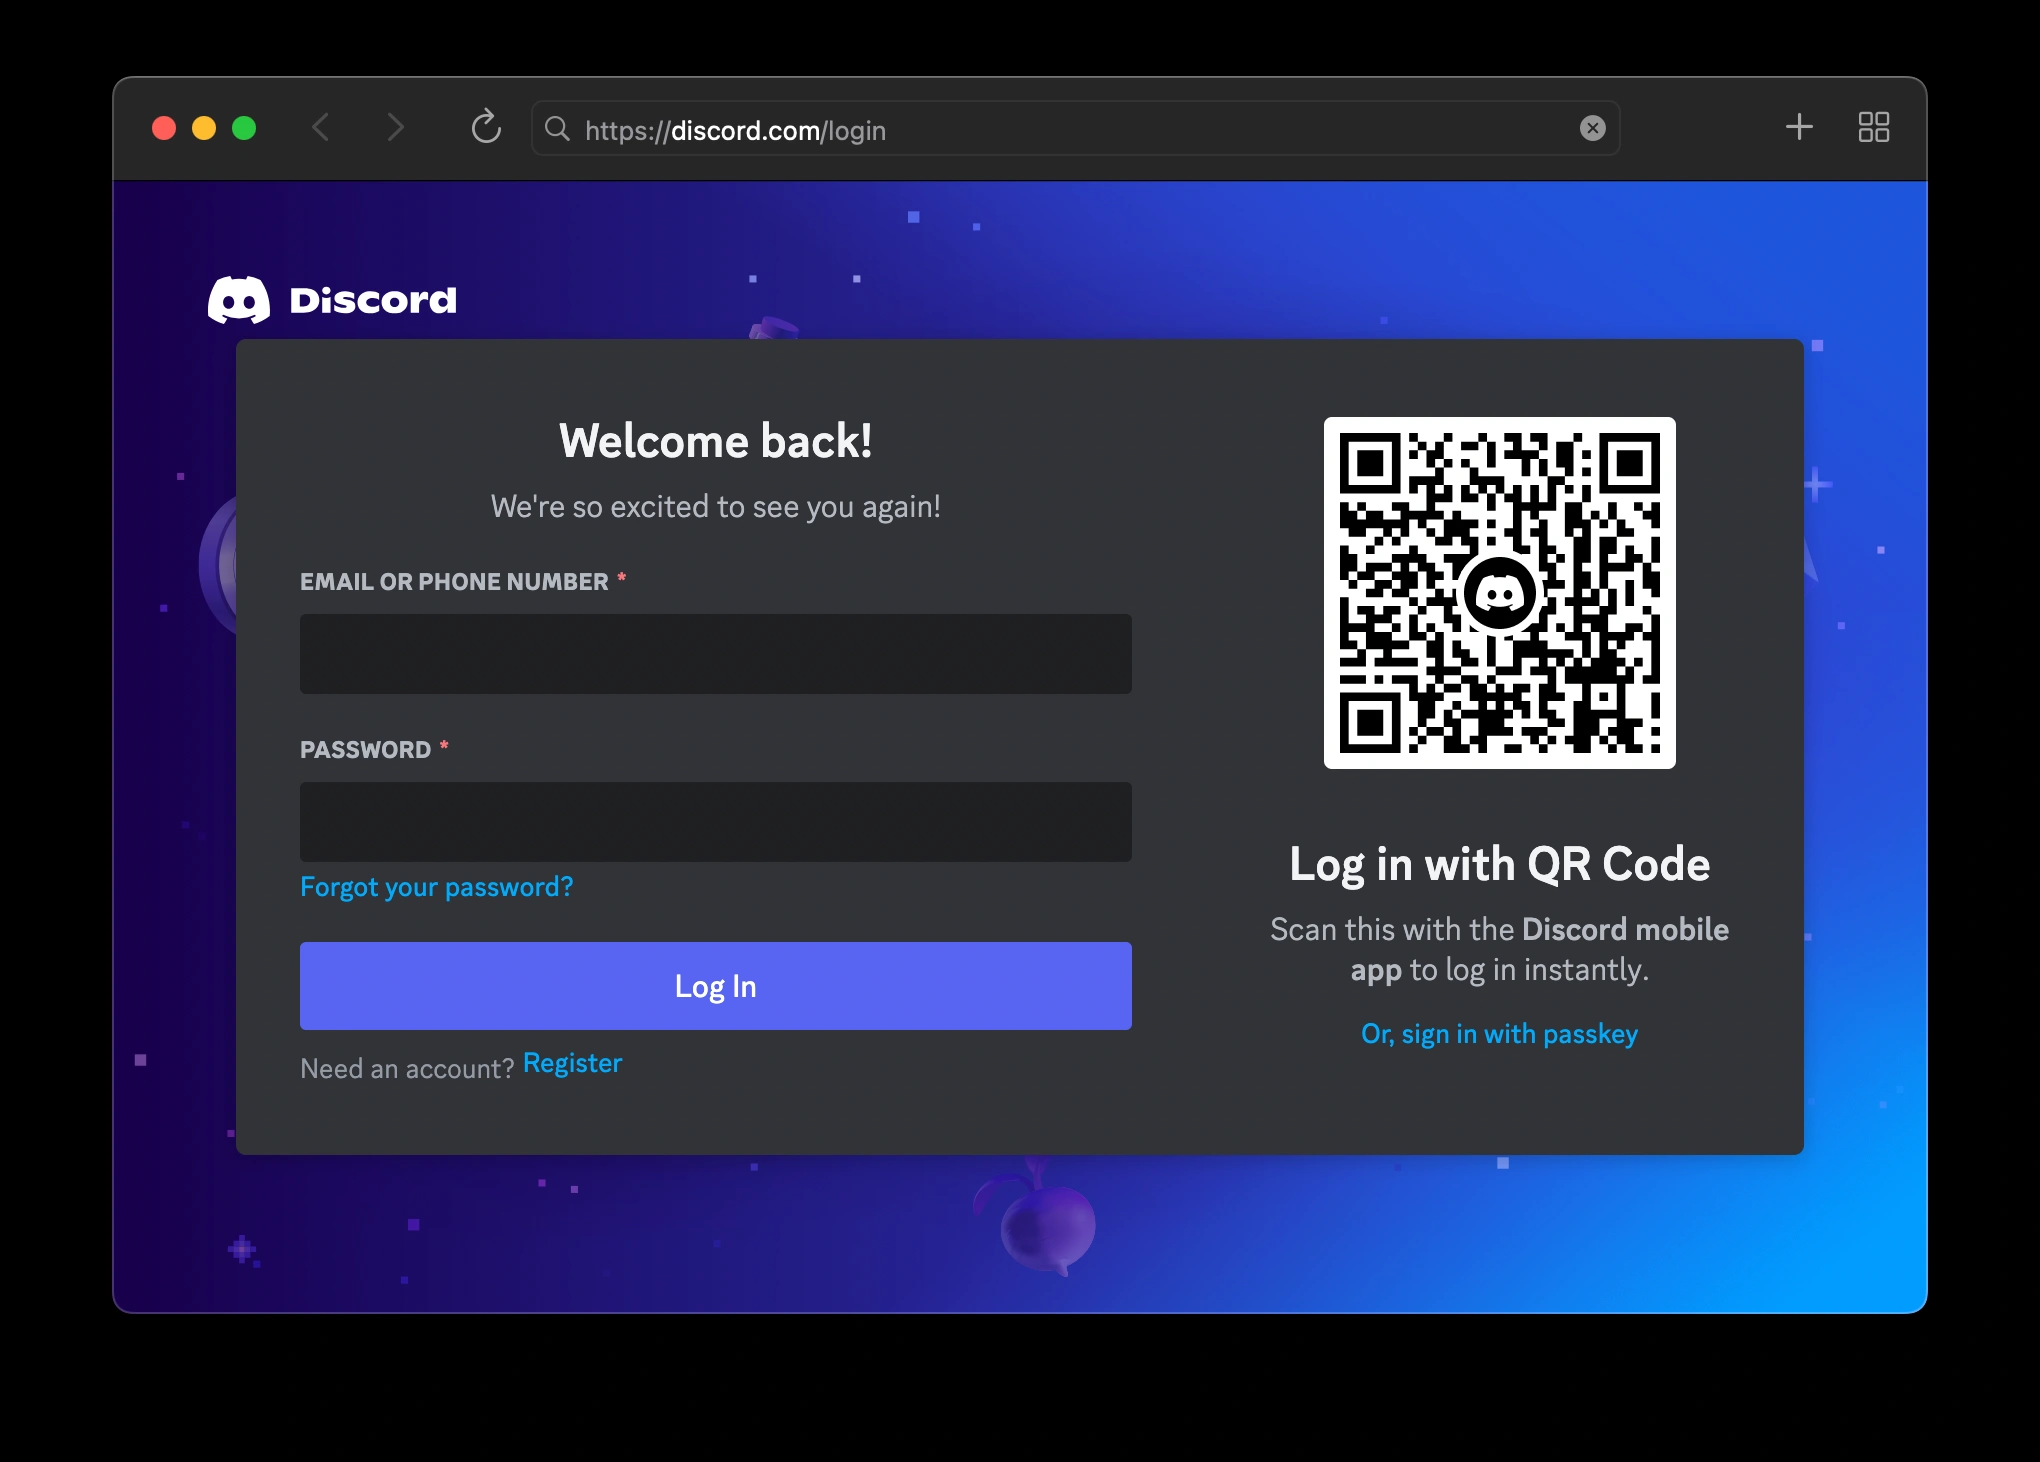 https://discord.com/login
Discord
Welcome back!
We're so excited to see you again!
EMAIL OR PHONE NUMBER *
PASSWORD *
Forgot your password?
Log In
Need an account? Register
Log in with QR Code
Scan this with the Discord mobile
app to log in instantly.
Or, sign in with passkey